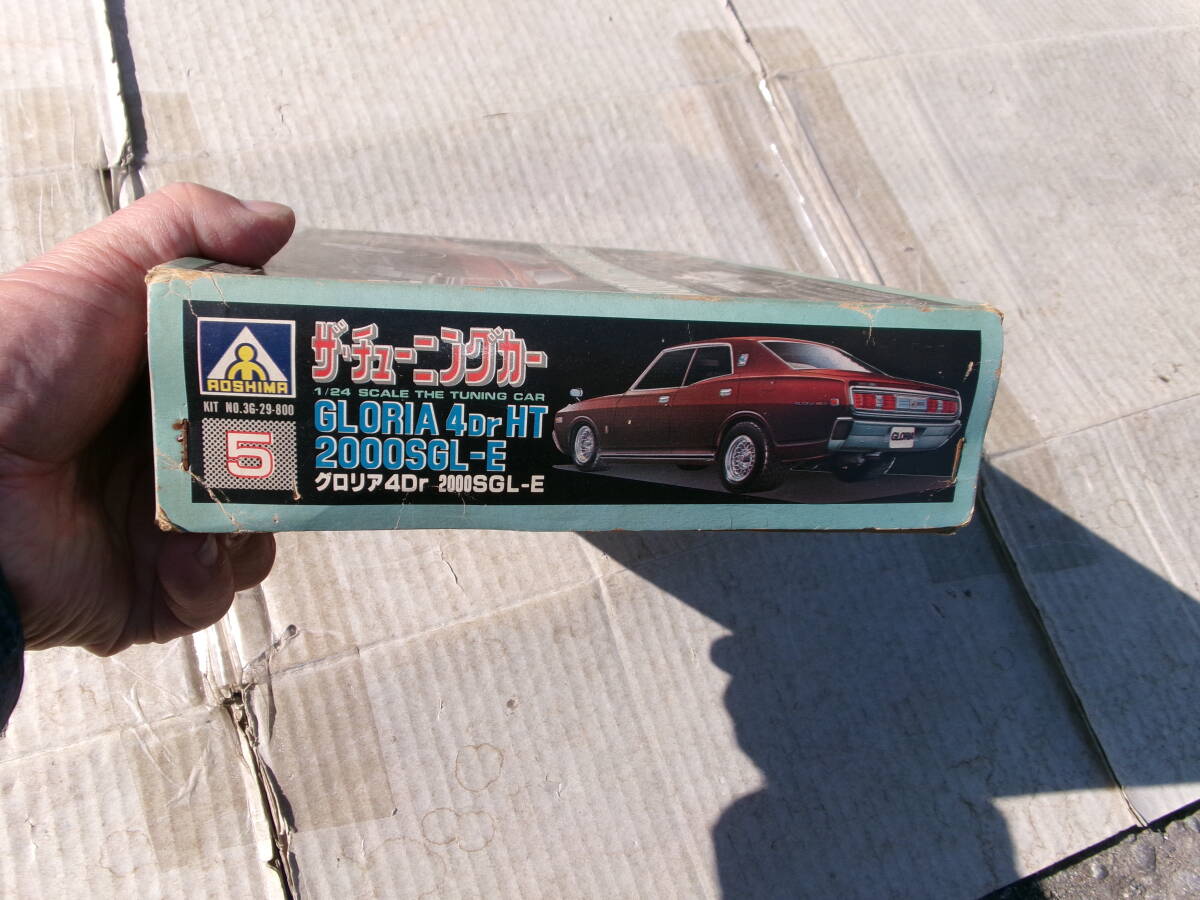 AOSHIMA
KIT NO.3G-29-800
5
ザ・チューニングカー
1/24 SCALE THE TUNING CAR
GLORIA 4Dr HT
2000SGL-E
グロリア4Dr 2000SGL-E
GLORIA